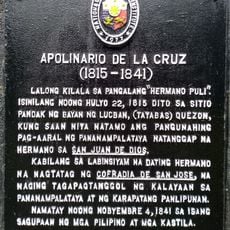 1933
APOLINARIO DE LA CRUZ
(1815-1841)
LALONG KILALA SA PANGALANG "HERMANO PULI".
ISINILANG NOONG HULYO 22, 1815 DITO SA SITIO
PANDAK NG BAYAN NG LUCBAN, (TAYABAS) QUEZON,
KUNG SAAN NIYA NATAMO ANG PANGUNAHING
PAG-AARAL NG PANANAMPALATAYA NATANGGAP NA
HERMANO SA SAN JUAN DE DIOS.
KABILANG SA LABINSIYAM NA DATING HERMANO
NA NAGTATAG NG COFRADIA DE SAN JOSE, NA
NAGING TAGAPAGTANGGOL NG KALAYAAN SA
PANANAMPALATAYA AT NG KARAPATANG PANLIPUNAN.
NAMATAY NOONG NOBYEMBRE 4, 1841 SA ISANG
SAGUPAAN NG MGA PILIPINO AT MGA KASTILA.